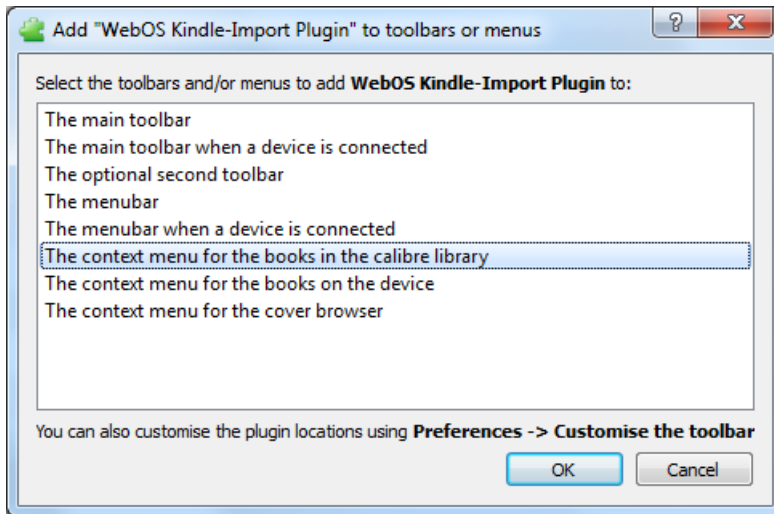 Add "WebOS Kindle-Import Plugin" to toolbars or menus
Select the toolbars and/or menus to add WebOS Kindle-Import Plugin to:
The main toolbar
The main toolbar when a device is connected
The optional second toolbar
The menubar
The menubar when a device is connected
The context menu for the books in the calibre library
The context menu for the books on the device
The context menu for the cover browser
You can also customise the plugin locations using Preferences -> Customise the toolbar
OK Cancel